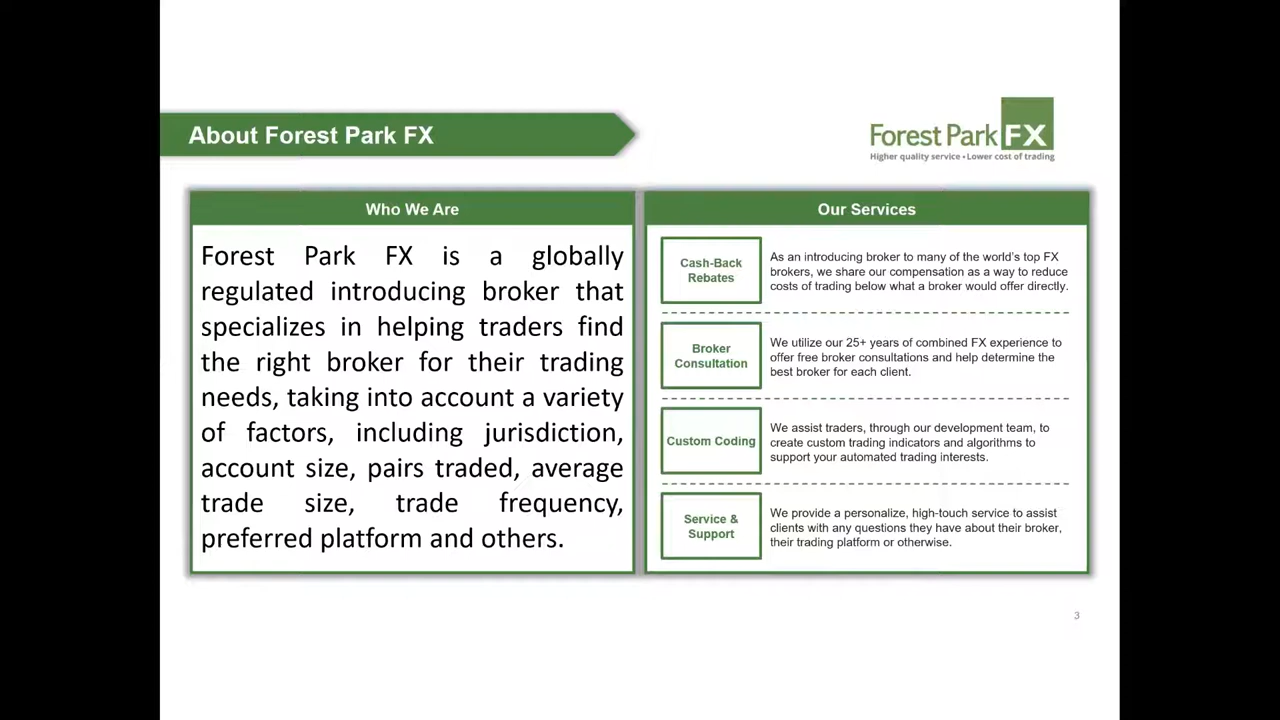 About Forest Park FX
Forest Park FX
Higher quality service • Lower cost of trading
Who We Are
Forest Park FX is a globally
regulated introducing broker that
specializes in helping traders find
the right broker for their trading
needs, taking into account a variety
of factors, including jurisdiction,
account size, pairs traded, average
trade size, trade frequency,
preferred platform and others.
Our Services
Cash-Back
Rebates
As an introducing broker to many of the world's top FX
brokers, we share our compensation as a way to reduce
costs of trading below what a broker would offer directly.
Broker
Consultation
We utilize our 25+ years of combined FX experience to
offer free broker consultations and help determine the
best broker for each client.
Custom Coding
We assist traders, through our development team, to
create custom trading indicators and algorithms to
support your automated trading interests.
Service &
Support
We provide a personalize, high-touch service to assist
clients with any questions they have about their broker,
their trading platform or otherwise.
3